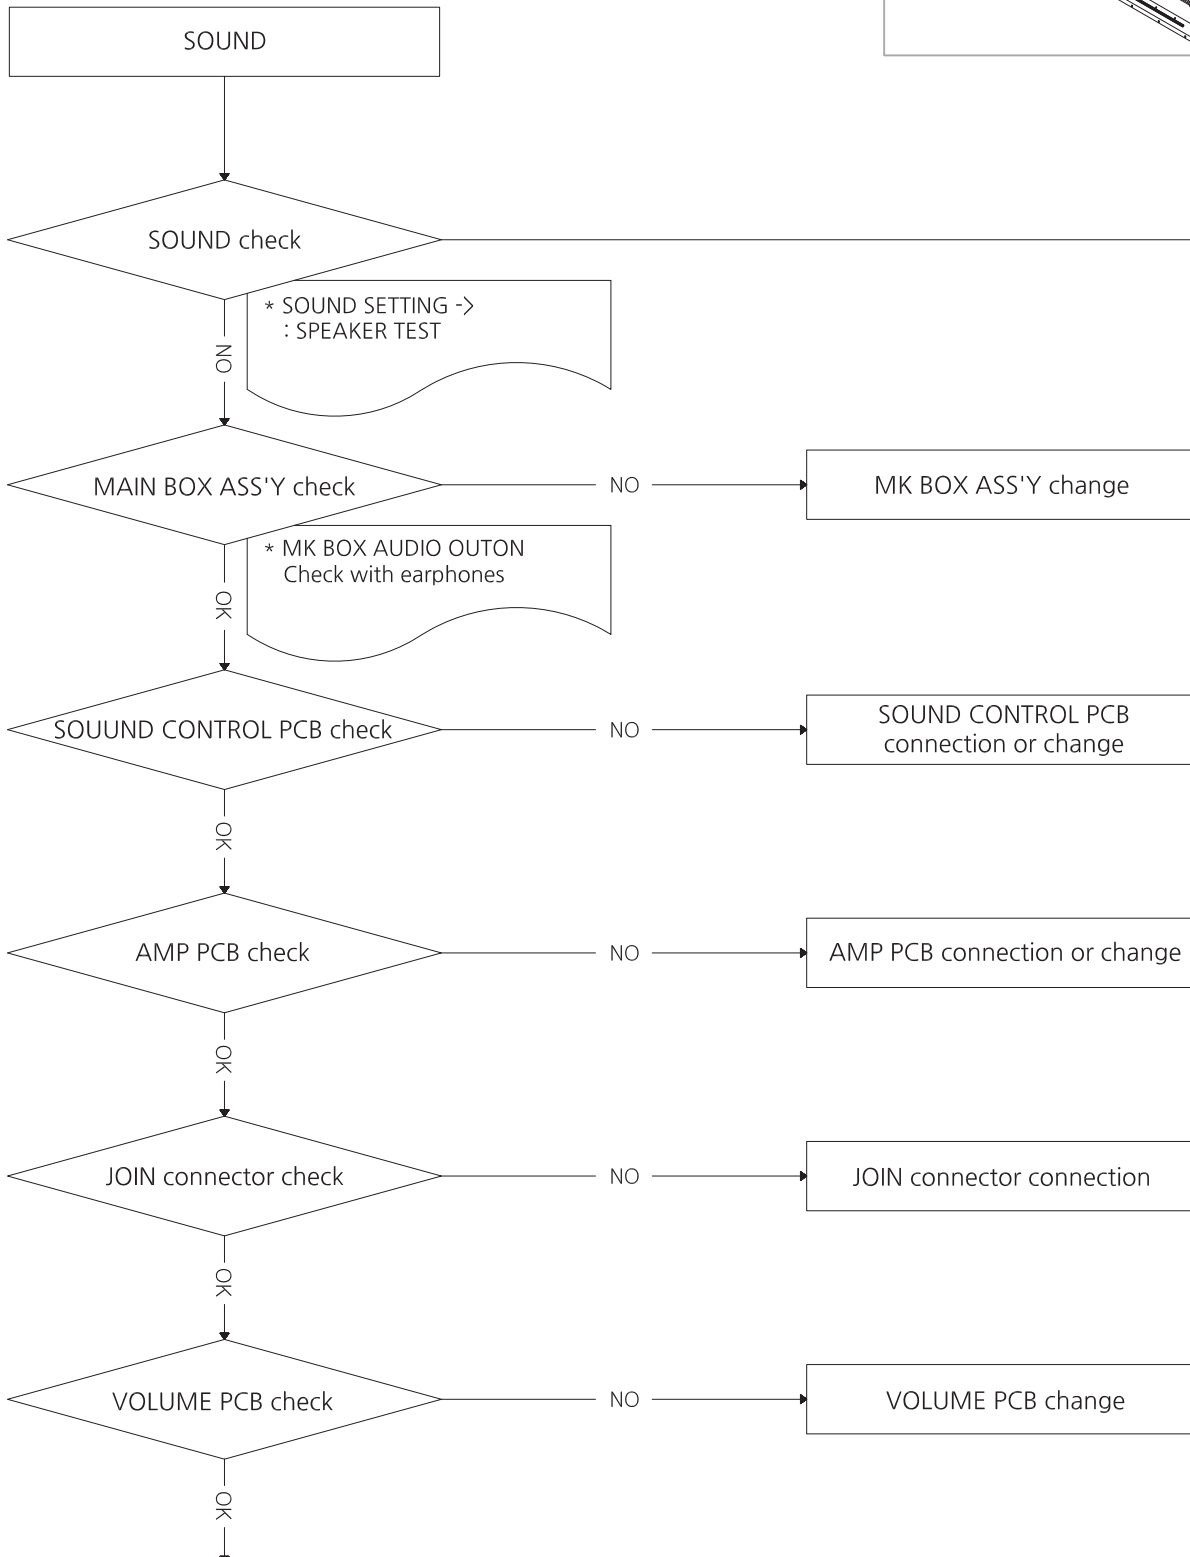 SOUND
SOUND check
* SOUND SETTING ->
: SPEAKER TEST
NO
MAIN BOX ASS'Y check
NO
MK BOX ASS'Y change
* MK BOX AUDIO OUTON
Check with earphones
OK
SOUUND CONTROL PCB check
NO
SOUND CONTROL PCB
connection or change
OK
AMP PCB check
NO
AMP PCB connection or change
OK
JOIN connector check
NO
JOIN connector connection
OK
VOLUME PCB check
NO
VOLUME PCB change
OK